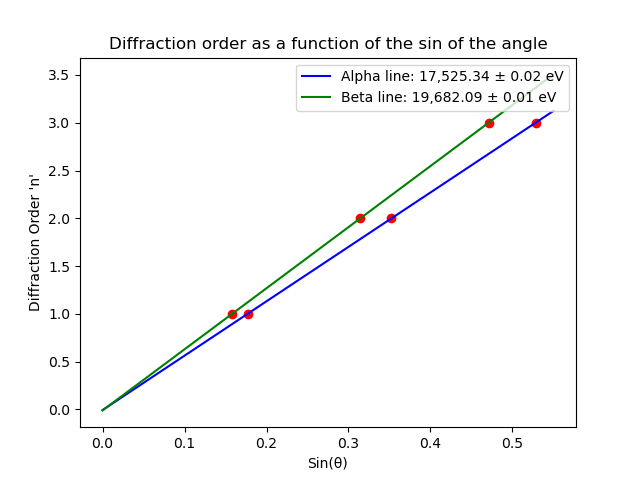 Diffraction order as a function of the sin of the angle
Alpha line: 17,525.34 ± 0.02 eV
Beta line: 19,682.09 ± 0.01 eV
Diffraction Order 'n'
3.5
3.0
2.5
2.0
1.5
1.0
0.5
0.0
0.0 0.1 0.2 0.3 0.4 0.5
Sin(θ)